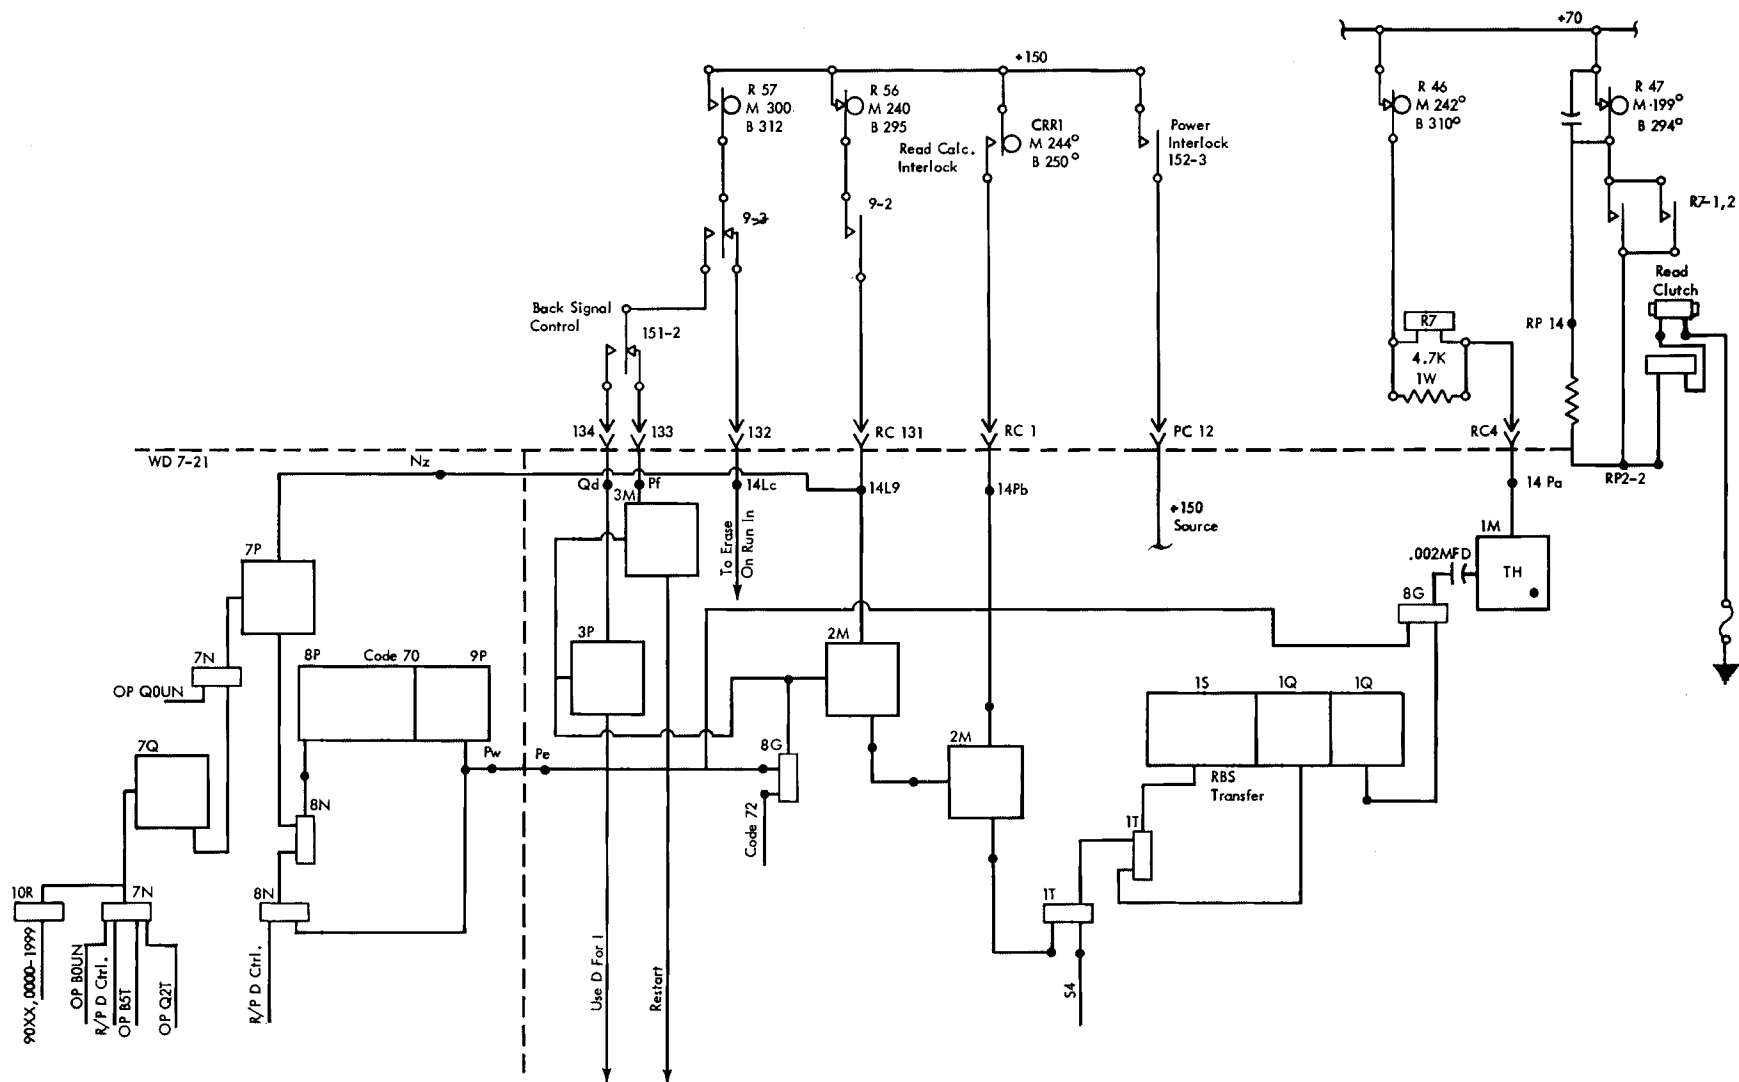 +70
+150
R 57
M 300
B 312
R 56
M 240
B 295
CRR1
M 244°
B 250°
Read Calc.
Interlock
Power
Interlock
152-3
R 46
M 242°
B 310°
R 47
M 199°
B 294°
9-3
9-2
R7-1,2
Read
Clutch
Back Signal
Control
151-2
R7
4.7K
1W
RP 14
134
133
132
RC 131
RC 1
PC 12
RC4
WD 7-21
Nz
Qd
Pf
14Lc
14L9
14Pb
14 Pa
RP2-2
3M
+150
Source
To Erase
On Run In
1M
.002MFD
TH
7P
8G
3P
2M
7N
8P
Code 70
9P
OP Q0UN
1S
1Q
1Q
7Q
Pw
Pe
8G
2M
RBS
Transfer
8N
Code 72
1T
10R
7N
8N
1T
90XX,0000-1999
OP B0UN
R/P D Ctrl.
OP B5T
OP Q2T
R/P D Ctrl.
Use D For I
Restart
S4